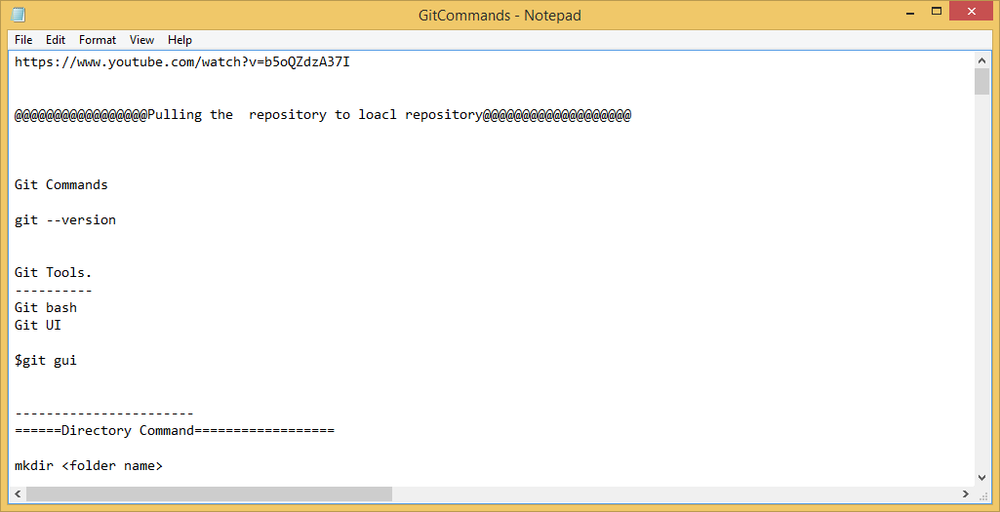 GitCommands - Notepad
File Edit Format View Help
https://www.youtube.com/watch?v=b5oQZdzA37I
@@@@@@@@@@@@@@@@@Pulling the  repository to loacl repository@@@@@@@@@@@@@@@@@@@
Git Commands
git --version
Git Tools.
----------
Git bash
Git UI
$git gui
-----------------------
======Directory Command==================
mkdir <folder name>